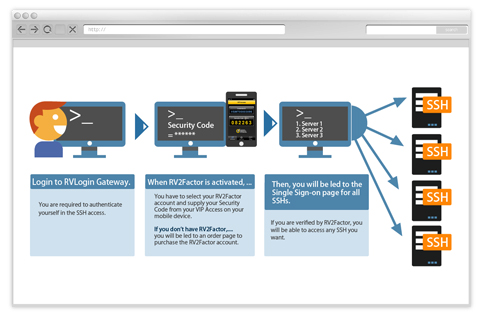 http://
>_
>_
Security Code
= ******
082263
>_
1. Server 1
2. Server 2
3. Server 3
SSH
SSH
SSH
SSH
Login to RVLogin Gateway.
You are required to authenticate
yourself in the SSH access.
When RV2Factor is activated, ...
You have to select your RV2Factor
account and supply your Security
Code from your VIP Access on your
mobile device.
If you don't have RV2Factor,....
you will be led to an order page to
purchase the RV2Factor account.
Then, you will be led to the
Single Sign-on page for all
SSHs.
If you are verified by RV2Factor, you
will be able to access any SSH you
want.